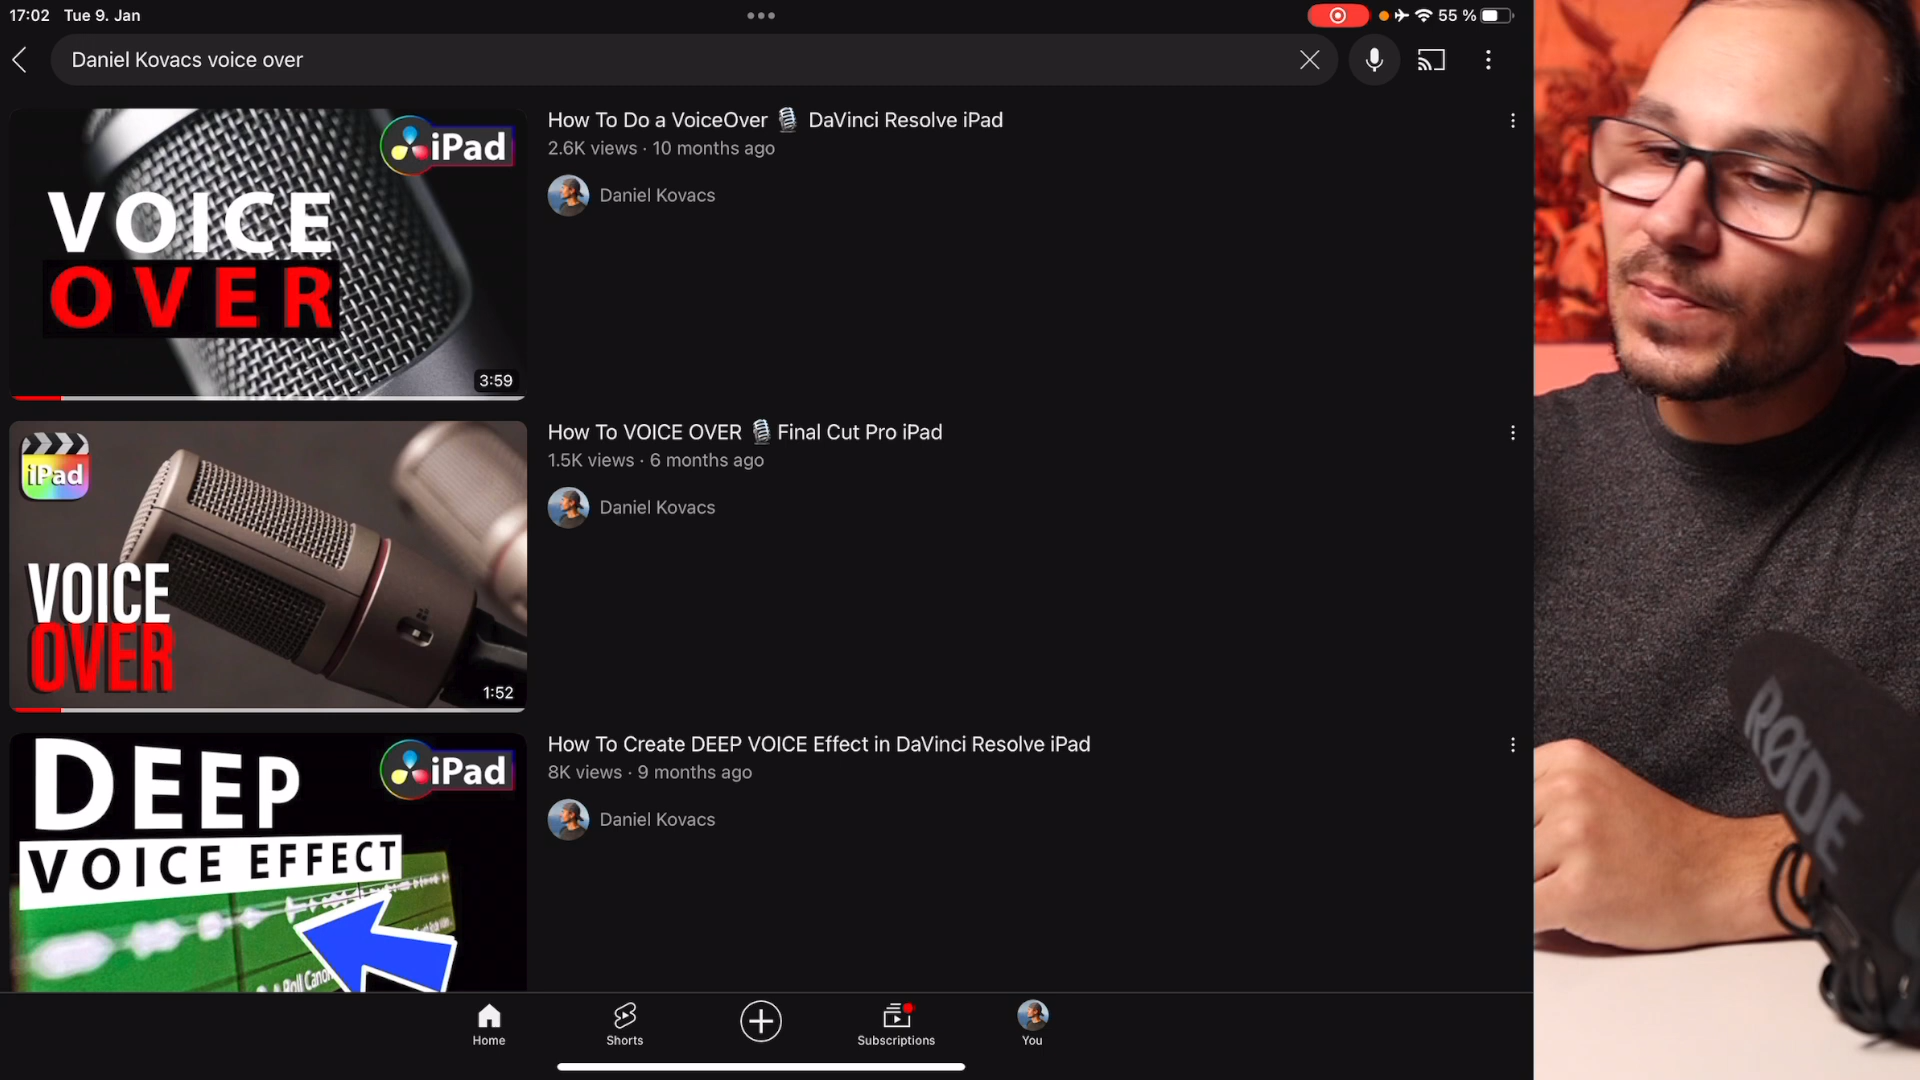 17:02 Tue 9. Jan
55 %
Daniel Kovacs voice over
iPad
VOICE
OVER
3:59
How To Do a VoiceOver 🎙 DaVinci Resolve iPad
2.6K views · 10 months ago
Daniel Kovacs
iPad
VOICE
OVER
1:52
How To VOICE OVER 🎙 Final Cut Pro iPad
1.5K views · 6 months ago
Daniel Kovacs
DEEP
iPad
VOICE EFFECT
How To Create DEEP VOICE Effect in DaVinci Resolve iPad
8K views · 9 months ago
Daniel Kovacs
RØDE
Home
Shorts
Subscriptions
You